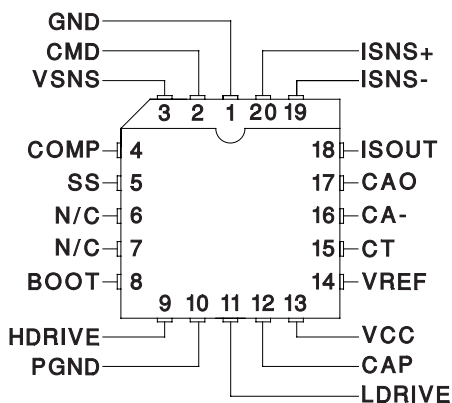 GND
CMD
VSNS
ISNS+
ISNS-
3 2 1 20 19
COMP 4 18 ISOUT
SS 5 17 CAO
N/C 6 16 CA-
N/C 7 15 CT
BOOT 8 14 VREF
9 10 11 12 13
HDRIVE
PGND
VCC
CAP
LDRIVE